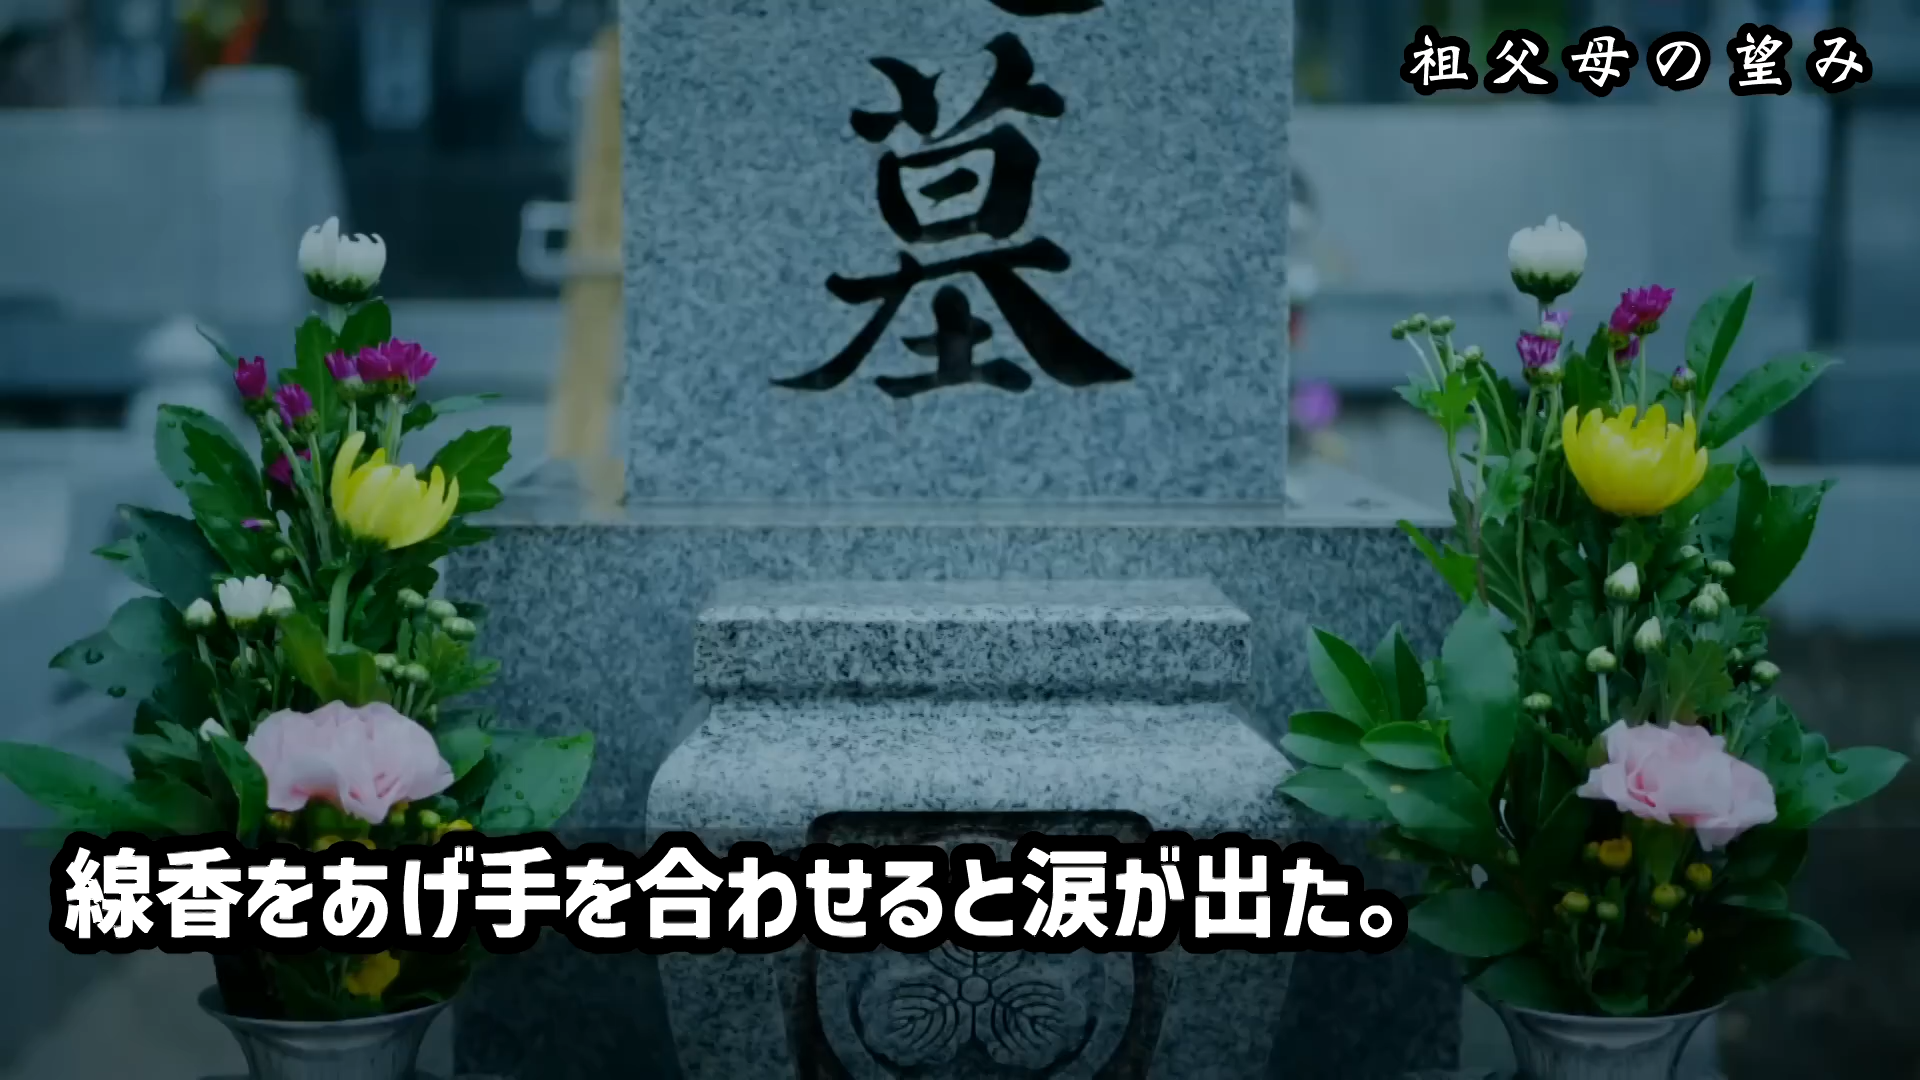 祖父母の望み
墓
線香をあげ手を合わせると涙が出た。